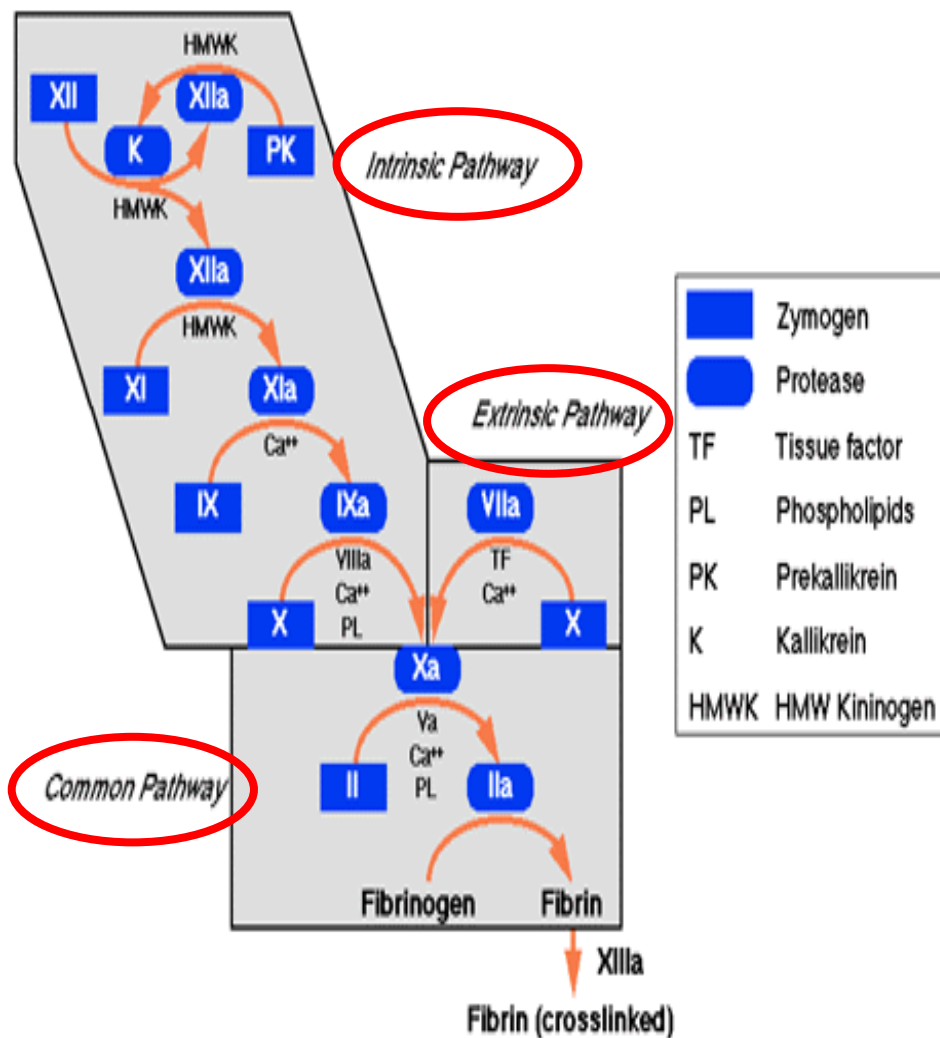 HMWK
XII
XIIa
K
PK
Intrinsic Pathway
HMWK
XIIa
HMWK
XI
XIa
Ca++
Extrinsic Pathway
IX
IXa
VIIa
VIIIa
Ca++
PL
TF
Ca++
X
X
Xa
Va
Ca++
PL
Common Pathway
II
IIa
Fibrinogen
Fibrin
XIIIa
Fibrin (crosslinked)
Zymogen
Protease
TF Tissue factor
PL Phospholipids
PK Prekallikrein
K Kallikrein
HMWK HMW Kininogen